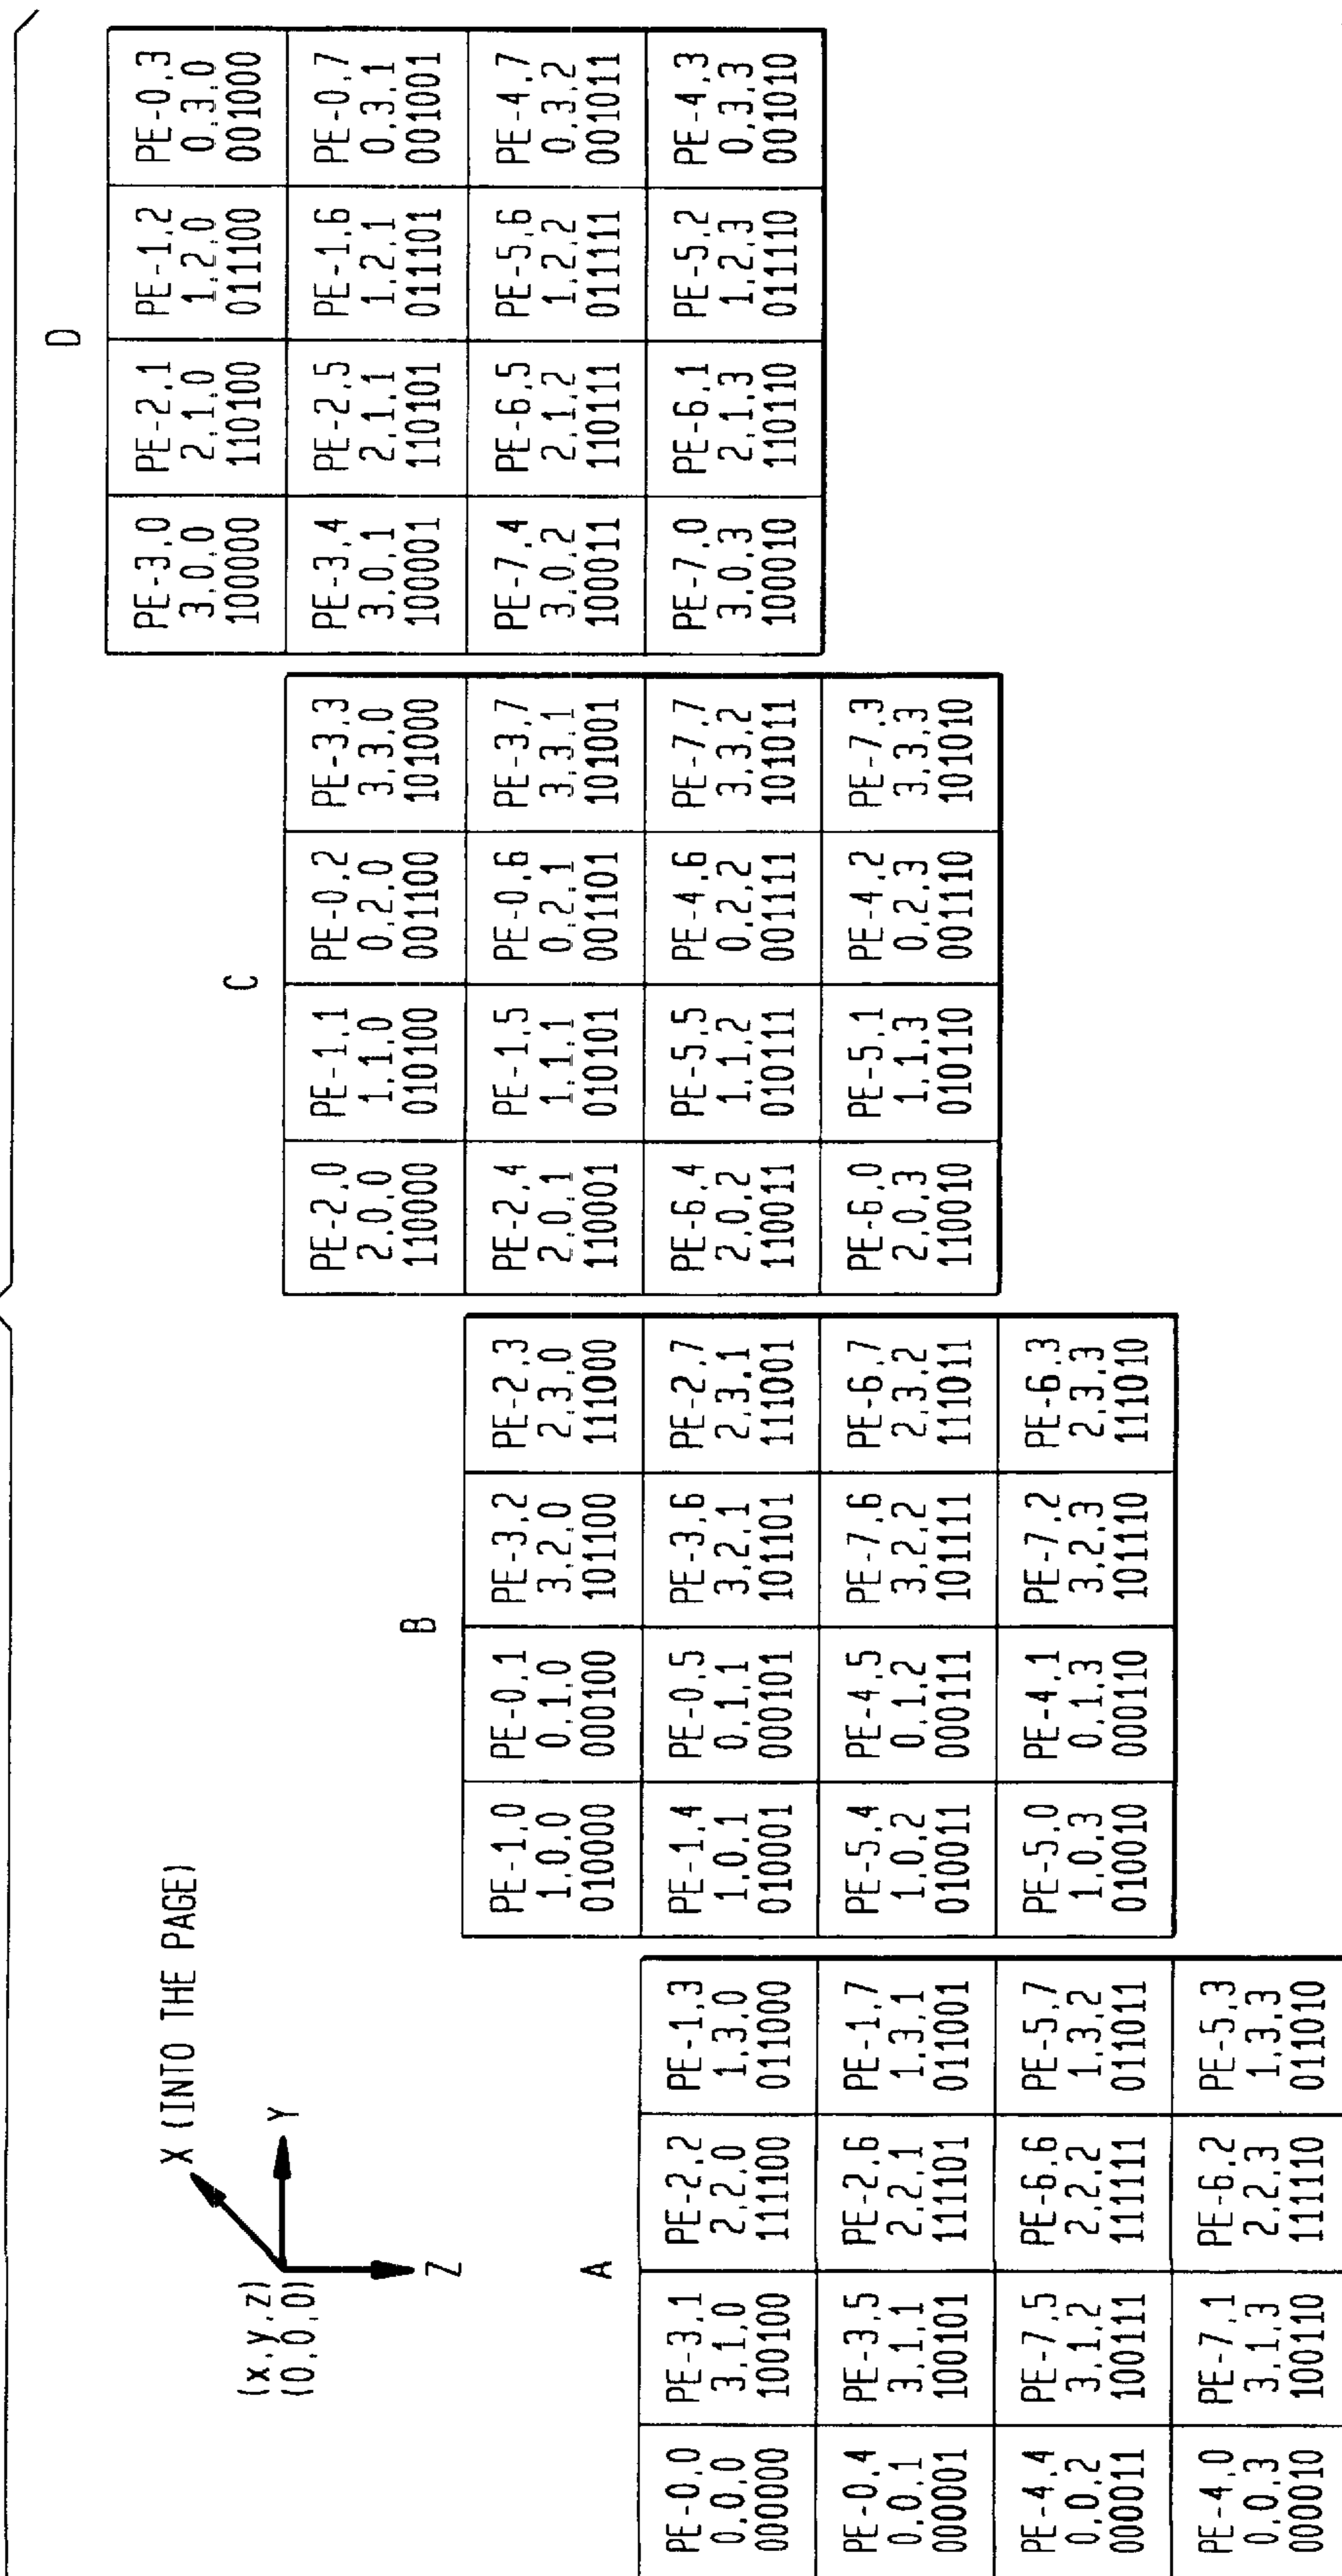 X (INTO THE PAGE)
(x,y,z)
(0,0,0)
Y
Z
A
PE-0,0 PE-3,1 PE-2,2 PE-1,3
0,0,0 3,1,0 2,2,0 1,3,0
000000 100100 111100 011000
PE-0,4 PE-3,5 PE-2,6 PE-1,7
0,0,1 3,1,1 2,2,1 1,3,1
000001 100101 111101 011001
PE-4,4 PE-7,5 PE-6,6 PE-5,7
0,0,2 3,1,2 2,2,2 1,3,2
000011 100111 111111 011011
PE-4,0 PE-7,1 PE-6,2 PE-5,3
0,0,3 3,1,3 2,2,3 1,3,3
000010 100110 111110 011010
B
PE-1,0 PE-0,1 PE-3,2 PE-2,3
1,0,0 0,1,0 3,2,0 2,3,0
010000 000100 101100 111000
PE-1,4 PE-0,5 PE-3,6 PE-2,7
1,0,1 0,1,1 3,2,1 2,3,1
010001 000101 101101 111001
PE-5,4 PE-4,5 PE-7,6 PE-6,7
1,0,2 0,1,2 3,2,2 2,3,2
010011 000111 101111 111011
PE-5,0 PE-4,1 PE-7,2 PE-6,3
1,0,3 0,1,3 3,2,3 2,3,3
010010 000110 101110 111010
C
PE-2,0 PE-1,1 PE-0,2 PE-3,3
2,0,0 1,1,0 0,2,0 3,3,0
110000 010100 001100 101000
PE-2,4 PE-1,5 PE-0,6 PE-3,7
2,0,1 1,1,1 0,2,1 3,3,1
110001 010101 001101 101001
PE-6,4 PE-5,5 PE-4,6 PE-7,7
2,0,2 1,1,2 0,2,2 3,3,2
110011 010111 001111 101011
PE-6,0 PE-5,1 PE-4,2 PE-7,3
2,0,3 1,1,3 0,2,3 3,3,3
110010 010110 001110 101010
D
PE-3,0 PE-2,1 PE-1,2 PE-0,3
3,0,0 2,1,0 1,2,0 0,3,0
100000 110100 011100 001000
PE-3,4 PE-2,5 PE-1,6 PE-0,7
3,0,1 2,1,1 1,2,1 0,3,1
100001 110101 011101 001001
PE-7,4 PE-6,5 PE-5,6 PE-4,7
3,0,2 2,1,2 1,2,2 0,3,2
100011 110111 011111 001011
PE-7,0 PE-6,1 PE-5,2 PE-4,3
3,0,3 2,1,3 1,2,3 0,3,3
100010 110110 011110 001010